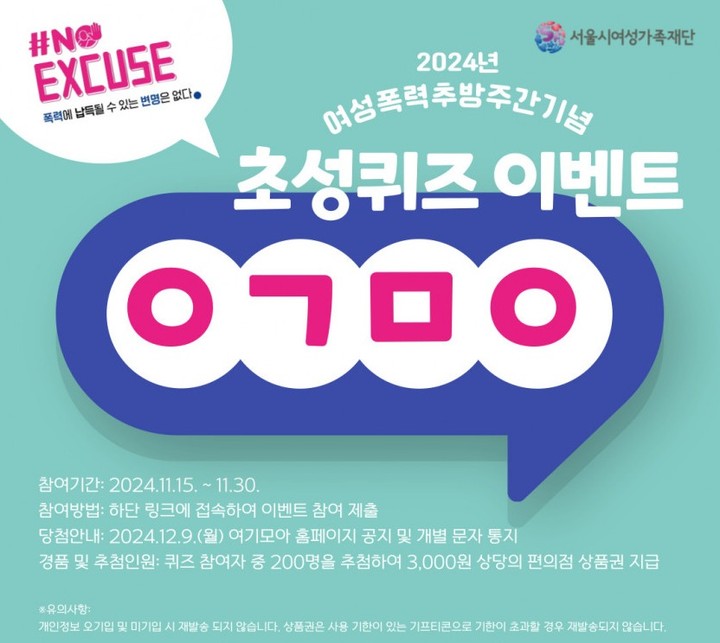 #NO
EXCUSE
폭력에 납득될 수 있는 변명은 없다.
서울시여성가족재단
2024년
여성폭력추방주간기념
초성퀴즈 이벤트
ㅇㄱㅁㅇ
참여기간: 2024.11.15. ~ 11.30.
참여방법: 하단 링크에 접속하여 이벤트 참여 제출
당첨안내: 2024.12.9.(월) 여기모아 홈페이지 공지 및 개별 문자 통지
경품 및 추첨인원: 퀴즈 참여자 중 200명을 추첨하여 3,000원 상당의 편의점 상품권 지급
※유의사항:
개인정보 오기입 및 미기입 시 재발송 되지 않습니다. 상품권은 사용 기한이 있는 기프티콘으로 기한이 초과할 경우 재발송되지 않습니다.